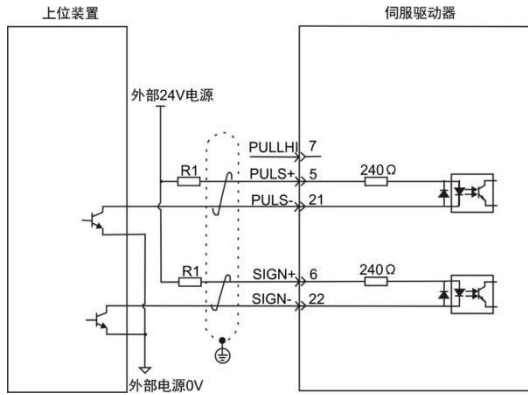 上位装置
伺服驱动器
外部24V电源
PULLHI 7
R1 PULS+ 5 240Ω
PULS- 21
R1 SIGN+ 6 240Ω
SIGN- 22
外部电源0V